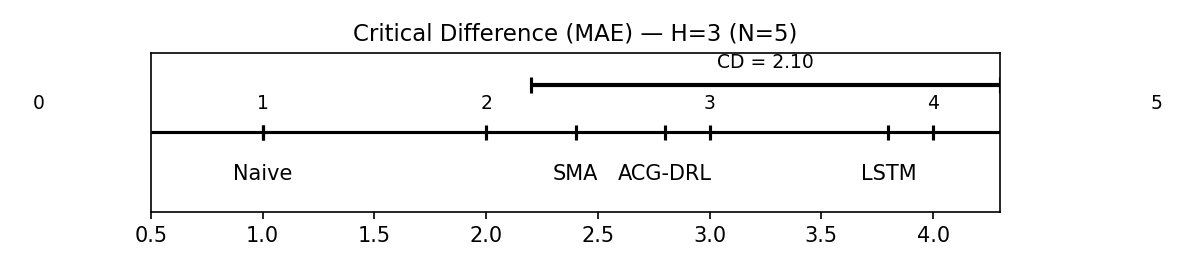 Critical Difference (MAE) — H=3 (N=5)
CD = 2.10
0 1 2 3 4 5
Naive SMA ACG-DRL LSTM
0.5 1.0 1.5 2.0 2.5 3.0 3.5 4.0